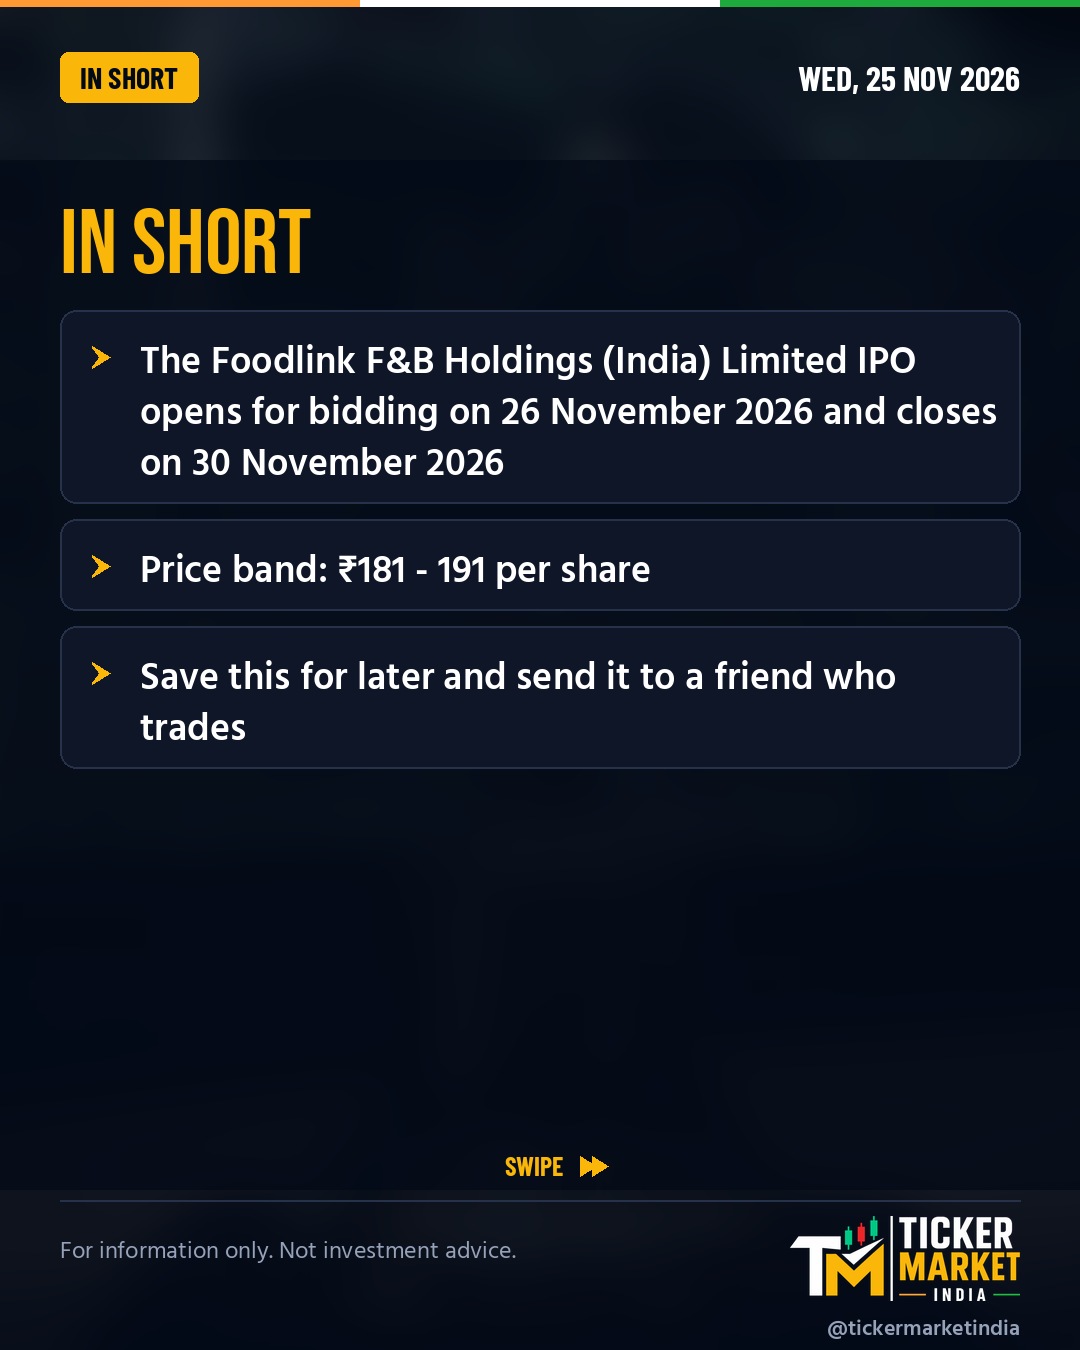 IN SHORT
WED, 25 NOV 2026
IN SHORT
The Foodlink F&B Holdings (India) Limited IPO
opens for bidding on 26 November 2026 and closes
on 30 November 2026
Price band: ₹181 - 191 per share
Save this for later and send it to a friend who
trades
SWIPE
For information only. Not investment advice.
TM
TICKER
MARKET
INDIA
@tickermarketindia